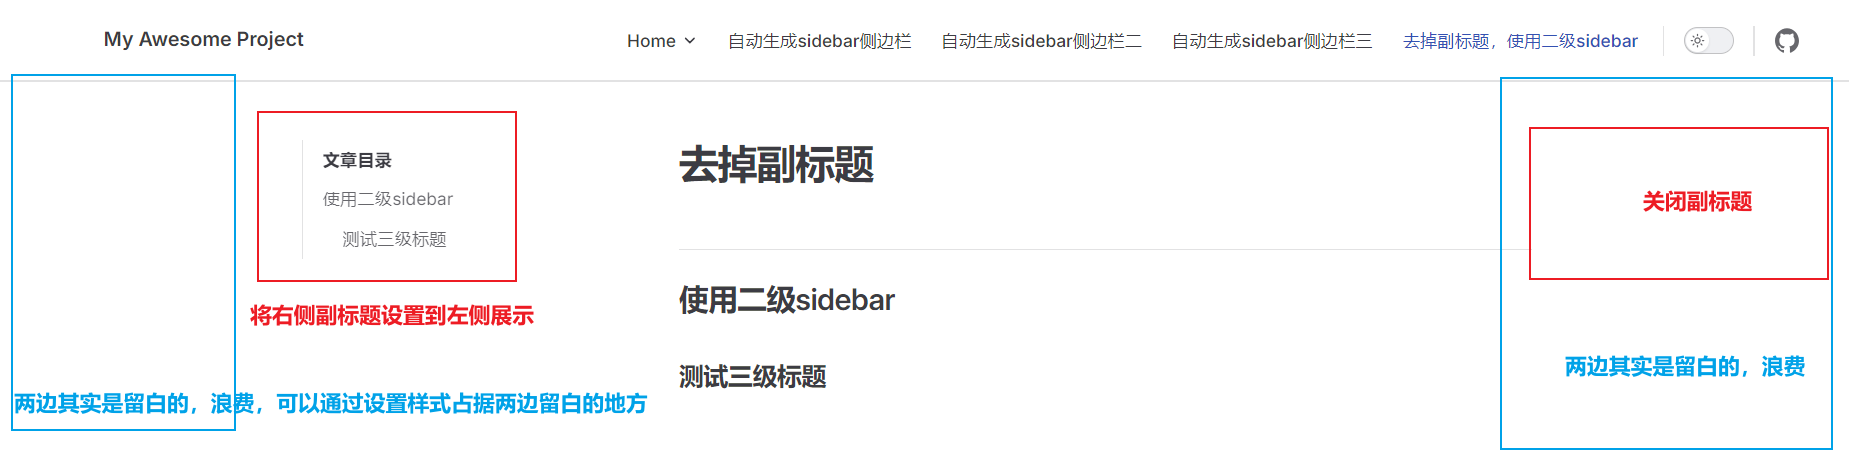 My Awesome Project
Home 自动生成sidebar侧边栏 自动生成sidebar侧边栏二 自动生成sidebar侧边栏三 去掉副标题，使用二级sidebar
文章目录
使用二级sidebar
测试三级标题
将右侧副标题设置到左侧展示
两边其实是留白的，浪费，可以通过设置样式占据两边留白的地方
去掉副标题
使用二级sidebar
测试三级标题
关闭副标题
两边其实是留白的，浪费